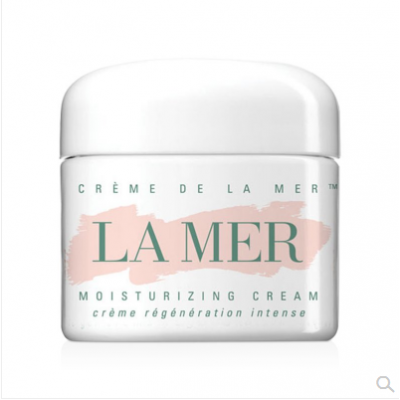 CRÈME DE LA MER™
LA MER
MOISTURIZING CREAM
crème régénération intense